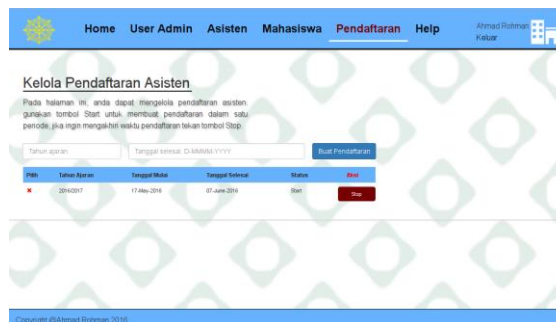 Home User Admin Asisten Mahasiswa Pendaftaran Help
Ahmad Rohman
Keluar
Kelola Pendaftaran Asisten
Pada halaman ini, anda dapat mengelola pendaftaran asisten.
gunakan tombol Start untuk membuat pendaftaran dalam satu
periode, jika ingin mengakhiri waktu pendaftaran tekan tombol Stop.
Tahun ajaran Tanggal selesai: D-MMMM-YYYY Buat Pendaftaran
Pilih Tahun Ajaran Tanggal Mulai Tanggal Selesai Status Aksi
2016/2017 17-May-2016 07-June-2016 Start Stop
Copyright @Ahmad Rohman 2016